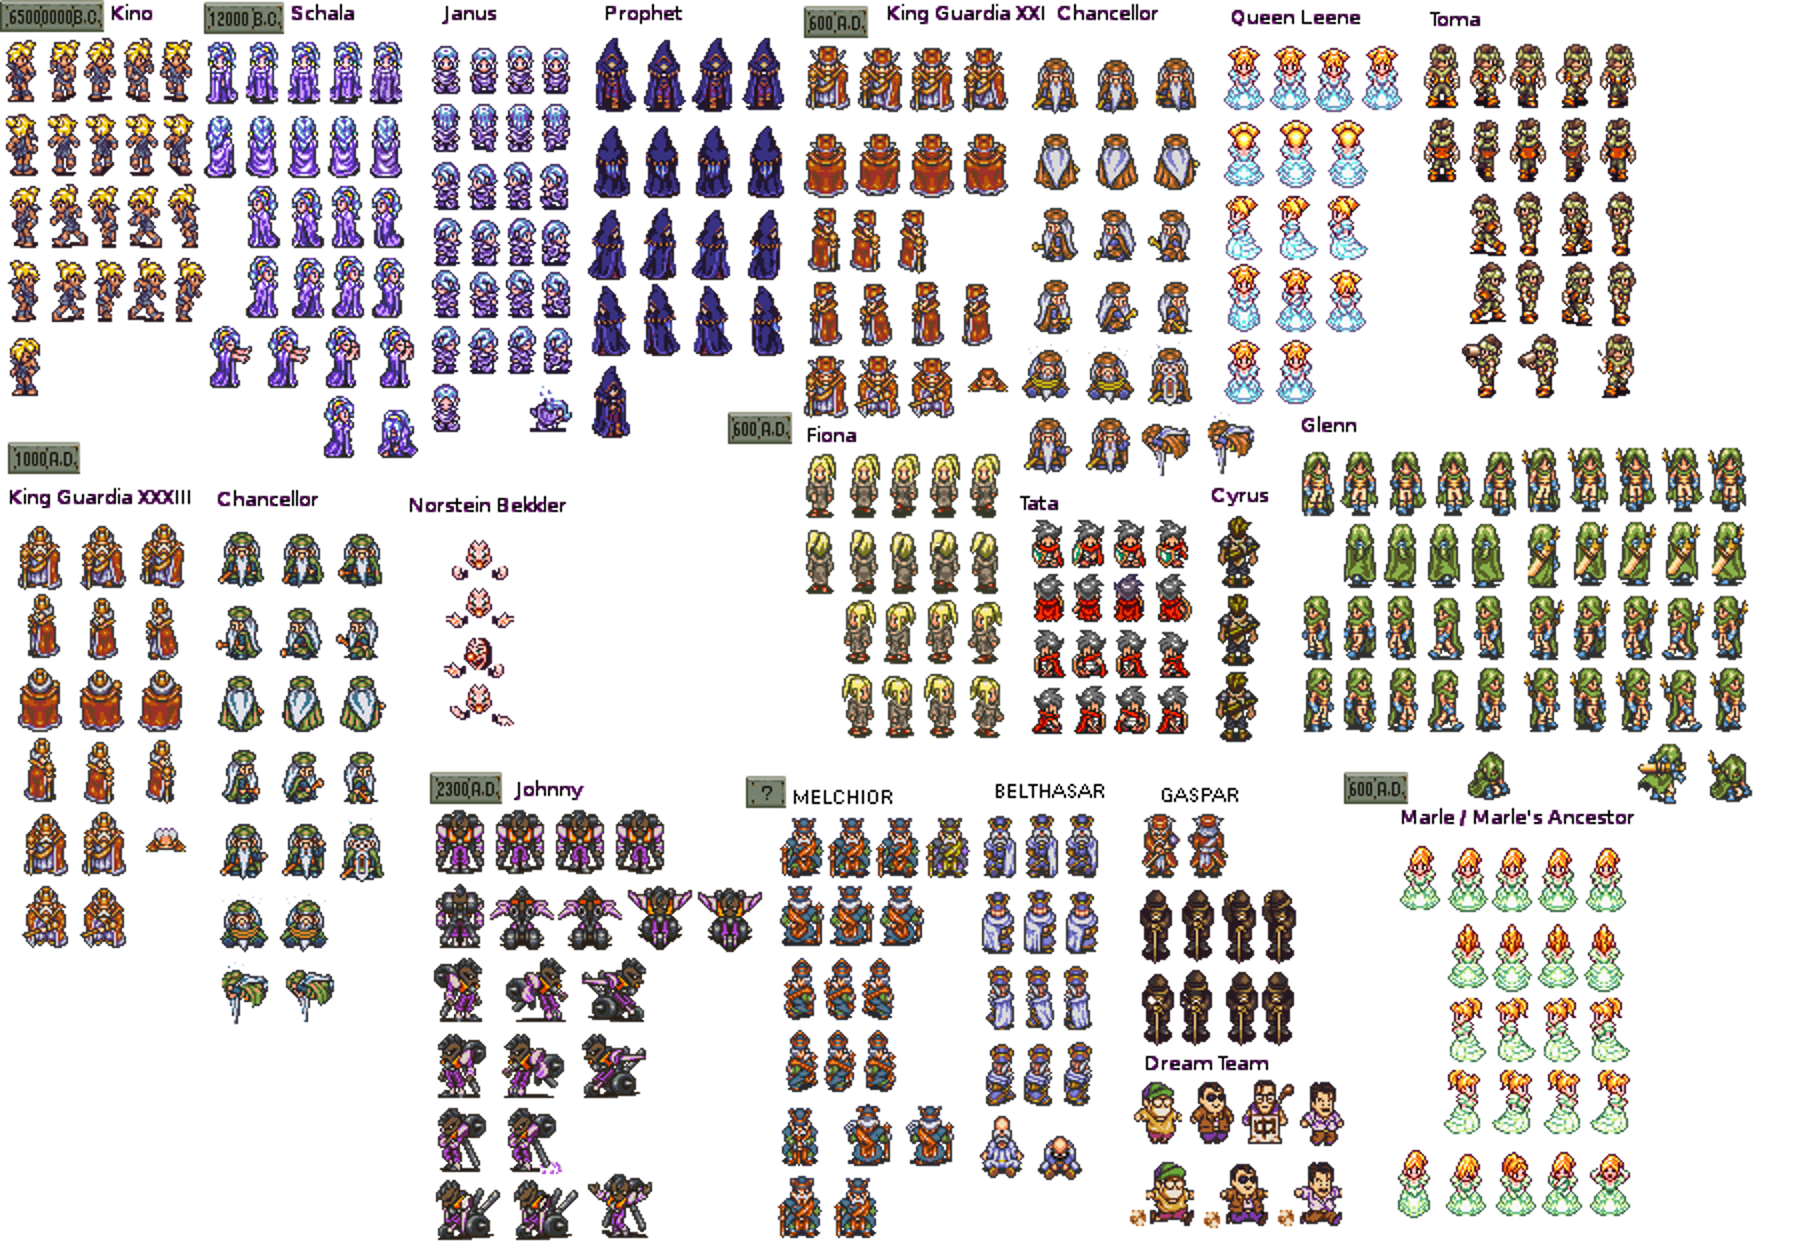 65000000B.C. Kino
12000B.C. Schala
Janus
Prophet
600A.D. King Guardia XXI Chancellor
Queen Leene
Toma
600A.D. Fiona
Glenn
1000A.D.
King Guardia XXXIII
Chancellor
Norstein Bekkler
Tata
Cyrus
2300A.D. Johnny
? MELCHIOR
BELTHASAR
GASPAR
600A.D.
Marle / Marle's Ancestor
Dream Team
中